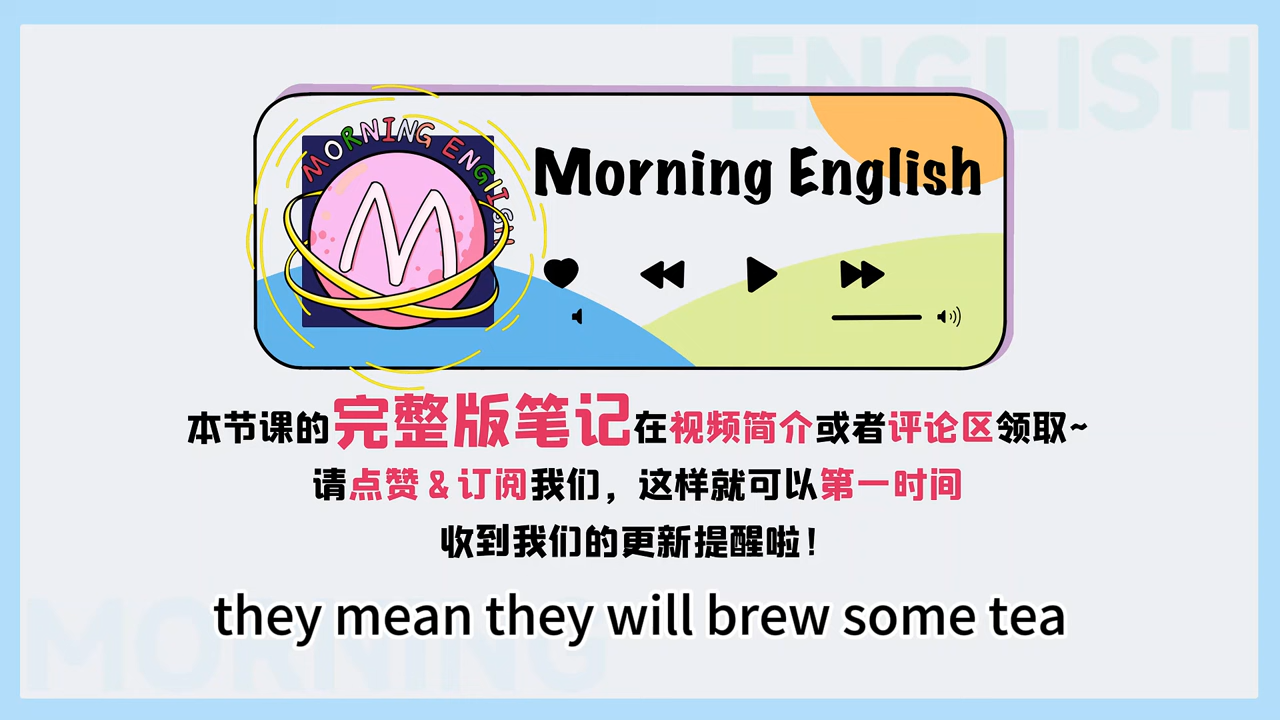 ENGLISH
MORNING ENGLISH
M
Morning English
本节课的完整版笔记在视频简介或者评论区领取~
请点赞&订阅我们，这样就可以第一时间
收到我们的更新提醒啦！
they mean they will brew some tea
MORNING